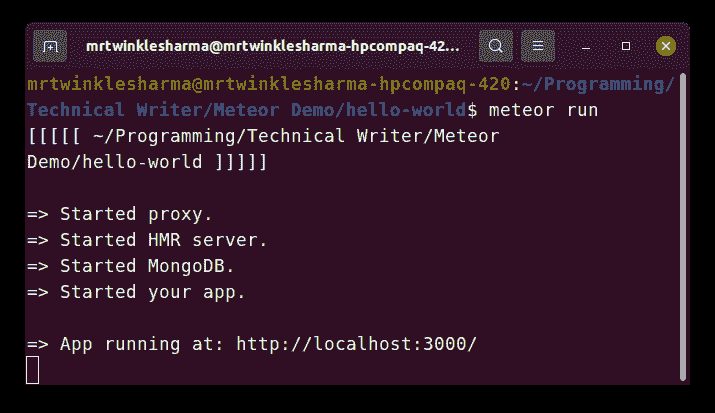 mrtwinklesharma@mrtwinklesharma-hpcompaq-42...
mrtwinklesharma@mrtwinklesharma-hpcompaq-420:~/Programming/
Technical Writer/Meteor Demo/hello-world$ meteor run
[[[[[ ~/Programming/Technical Writer/Meteor
Demo/hello-world ]]]]]
=> Started proxy.
=> Started HMR server.
=> Started MongoDB.
=> Started your app.
=> App running at: http://localhost:3000/